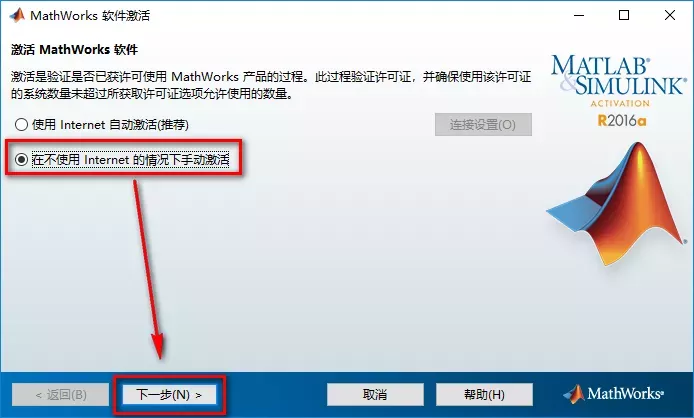 MathWorks 软件激活
激活 MathWorks 软件
激活是验证是否已获许可使用 MathWorks 产品的过程。此过程验证许可证，并确保使用该许可证
的系统数量未超过所获取许可证选项允许使用的数量。
使用 Internet 自动激活(推荐)
连接设置(O)
在不使用 Internet 的情况下手动激活
MATLAB®
&SIMULINK®
ACTIVATION
R2016a
< 返回(B)
下一步(N) >
取消
帮助(H)
MathWorks®